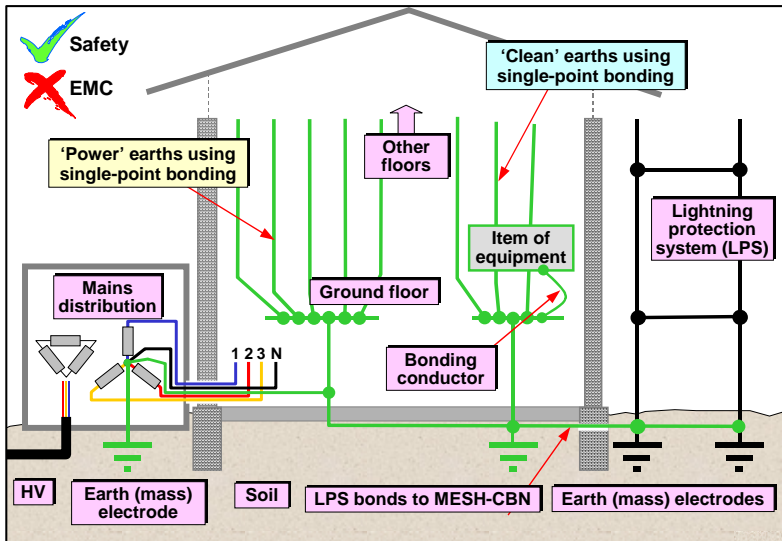 Safety
EMC
‘Clean’ earths using
single-point bonding
‘Power’ earths using
single-point bonding
Other
floors
Lightning
protection
system (LPS)
Item of
equipment
Mains
distribution
Ground floor
1 2 3 N
Bonding
conductor
HV
Earth (mass)
electrode
Soil
LPS bonds to MESH-CBN
Earth (mass) electrodes